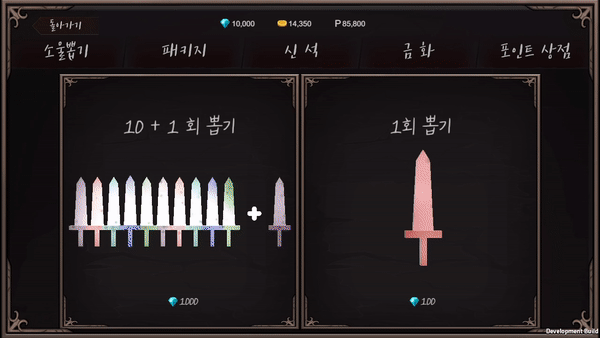 돌아가기
10,000
14,350
P 85,800
소울뽑기
패키지
신석
금화
포인트 상점
10 + 1 회 뽑기
1회 뽑기
+
1,000
100
Development Build